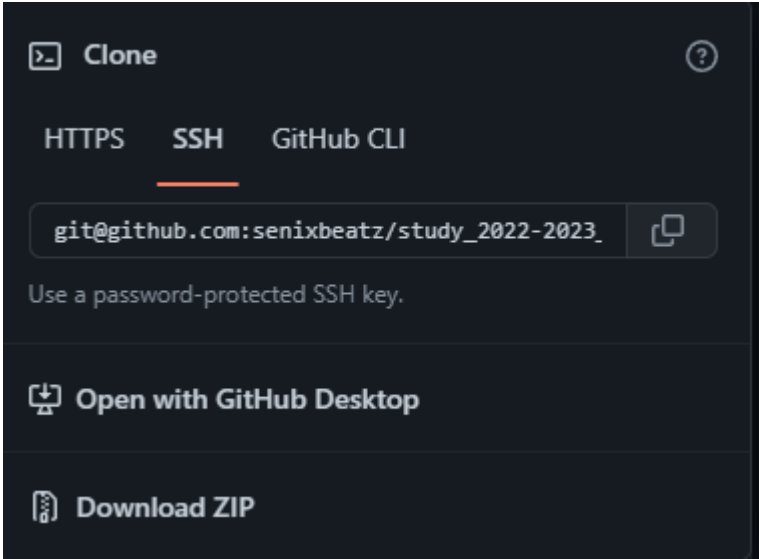 Clone
HTTPS SSH GitHub CLI
git@github.com:senixbeatz/study_2022-2023_
Use a password-protected SSH key.
Open with GitHub Desktop
Download ZIP